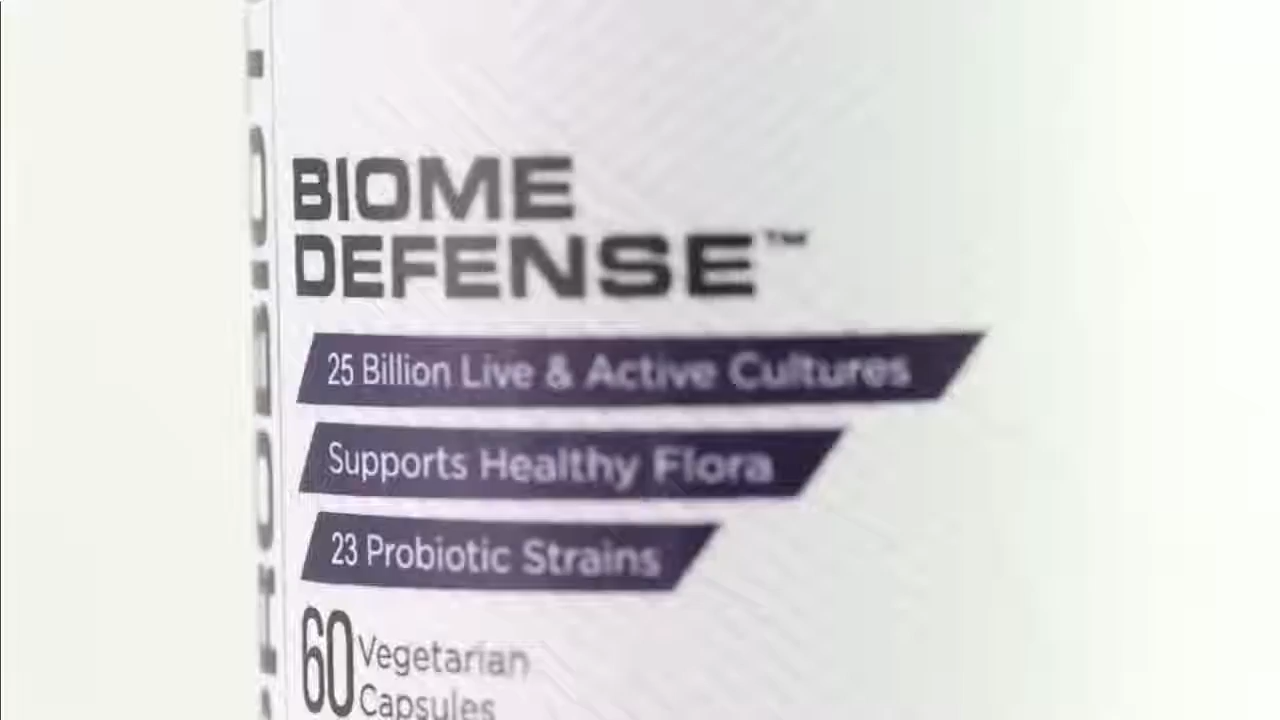 BIOME
DEFENSE™
25 Billion Live & Active Cultures
Supports Healthy Flora
23 Probiotic Strains
60 Vegetarian
Capsules